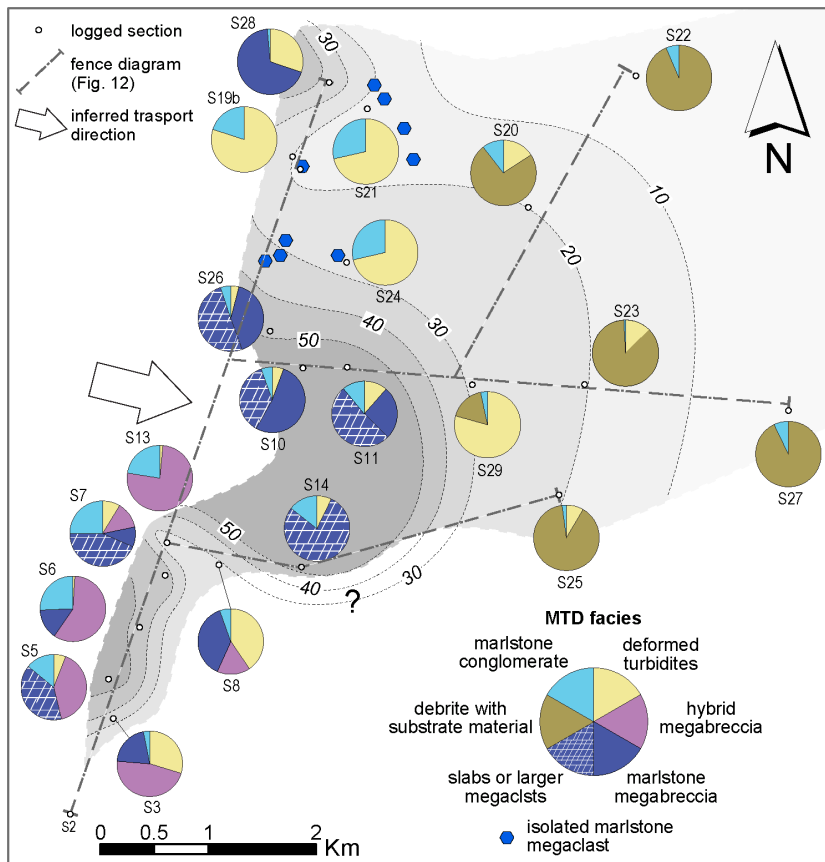 logged section
fence diagram
(Fig. 12)
inferred trasport
direction
S28
30
S22
S19b
S21
S20
10
N
20
S24
S26
30
40
50
S23
S10
S11
S29
S13
S7
S14
S27
50
S6
40
30
S25
?
S5
S8
S3
S2
MTD facies
marlstone
conglomerate
deformed
turbidites
debrite with
substrate material
hybrid
megabreccia
slabs or larger
megaclsts
marlstone
megabreccia
isolated marlstone
megaclast
0 0.5 1 2
Km